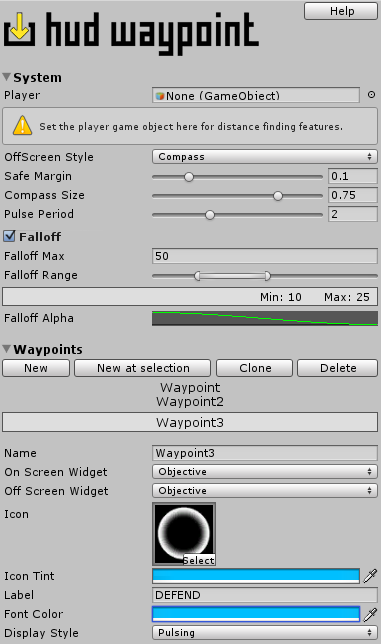 Help
hud waypoint
System
Player None (GameObject)
Set the player game object here for distance finding features.
OffScreen Style Compass
Safe Margin 0.1
Compass Size 0.75
Pulse Period 2
Falloff
Falloff Max 50
Falloff Range
Min: 10 Max: 25
Falloff Alpha
Waypoints
New New at selection Clone Delete
Waypoint
Waypoint2
Waypoint3
Name Waypoint3
On Screen Widget Objective
Off Screen Widget Objective
Icon
Select
Icon Tint
Label DEFEND
Font Color
Display Style Pulsing